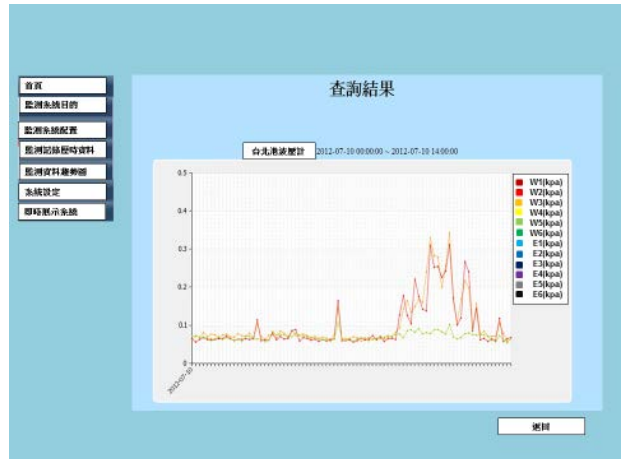 查詢結果
首頁
監測系統目的
監測系統配置
監測記錄歷時資料
監測資料趨勢圖
系統設定
即時展示系統
台北港波壓計 2012-07-10 00:00:00 ~ 2012-07-10 14:00:00
0.5
0.4
0.3
0.2
0.1
0
2012-07-10
W1(kpa)
W2(kpa)
W3(kpa)
W4(kpa)
W5(kpa)
W6(kpa)
E1(kpa)
E2(kpa)
E3(kpa)
E4(kpa)
E5(kpa)
E6(kpa)
返回